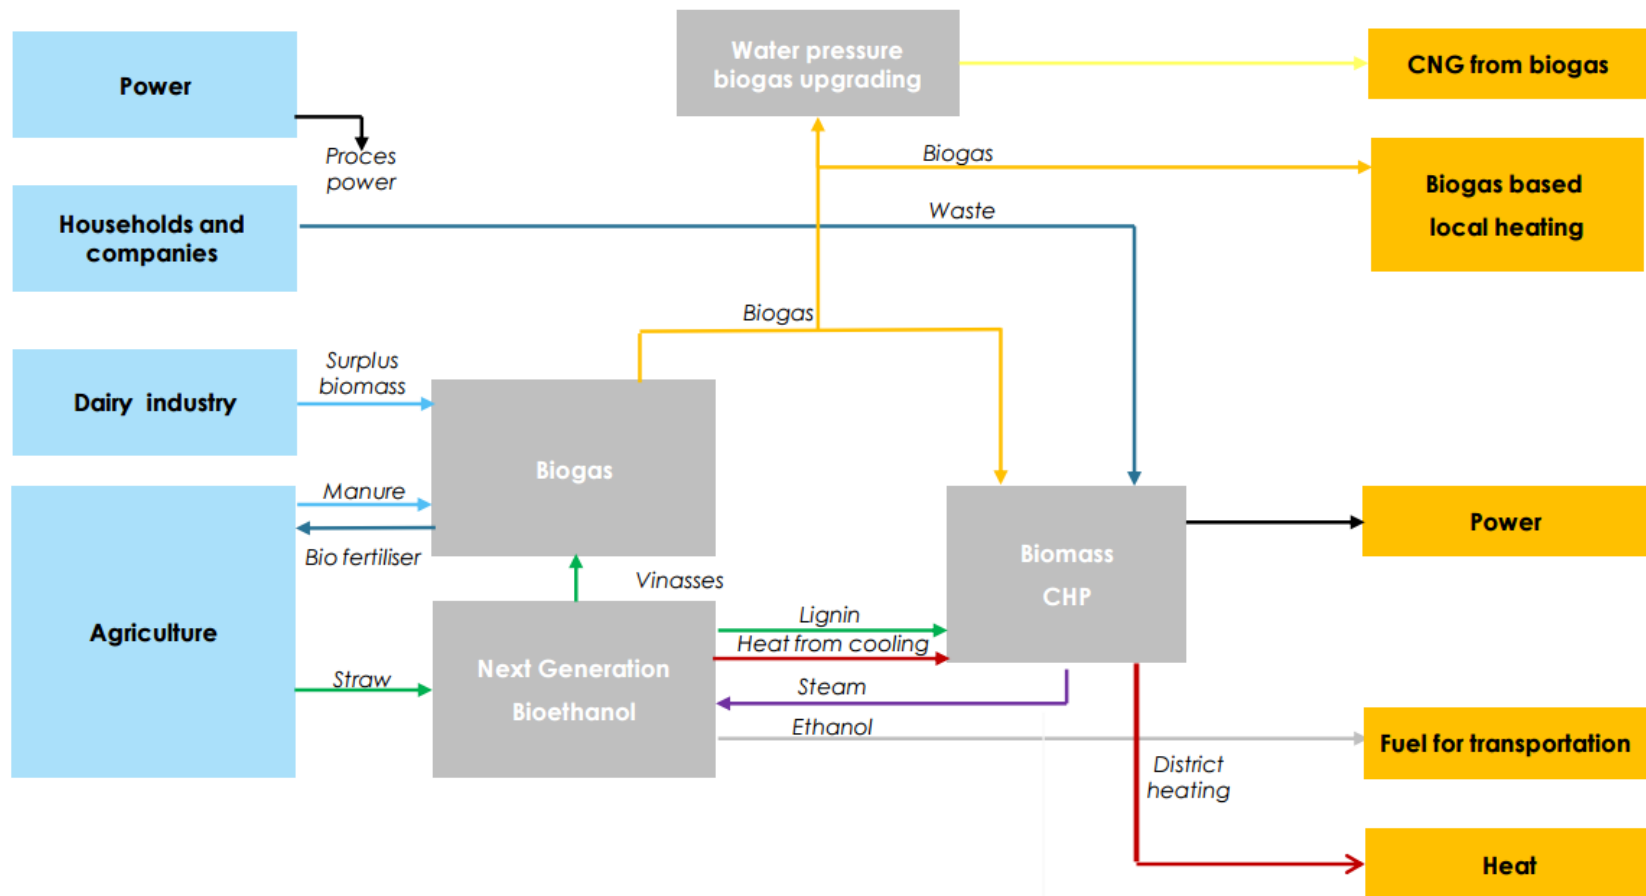 Water pressure
biogas upgrading
CNG from biogas
Power
Proces
power
Biogas
Biogas based
local heating
Households and
companies
Waste
Biogas
Surplus
biomass
Dairy industry
Biogas
Manure
Bio fertiliser
Agriculture
Vinasses
Biomass
CHP
Power
Straw
Next Generation
Bioethanol
Lignin
Heat from cooling
Steam
Ethanol
Fuel for transportation
District
heating
Heat